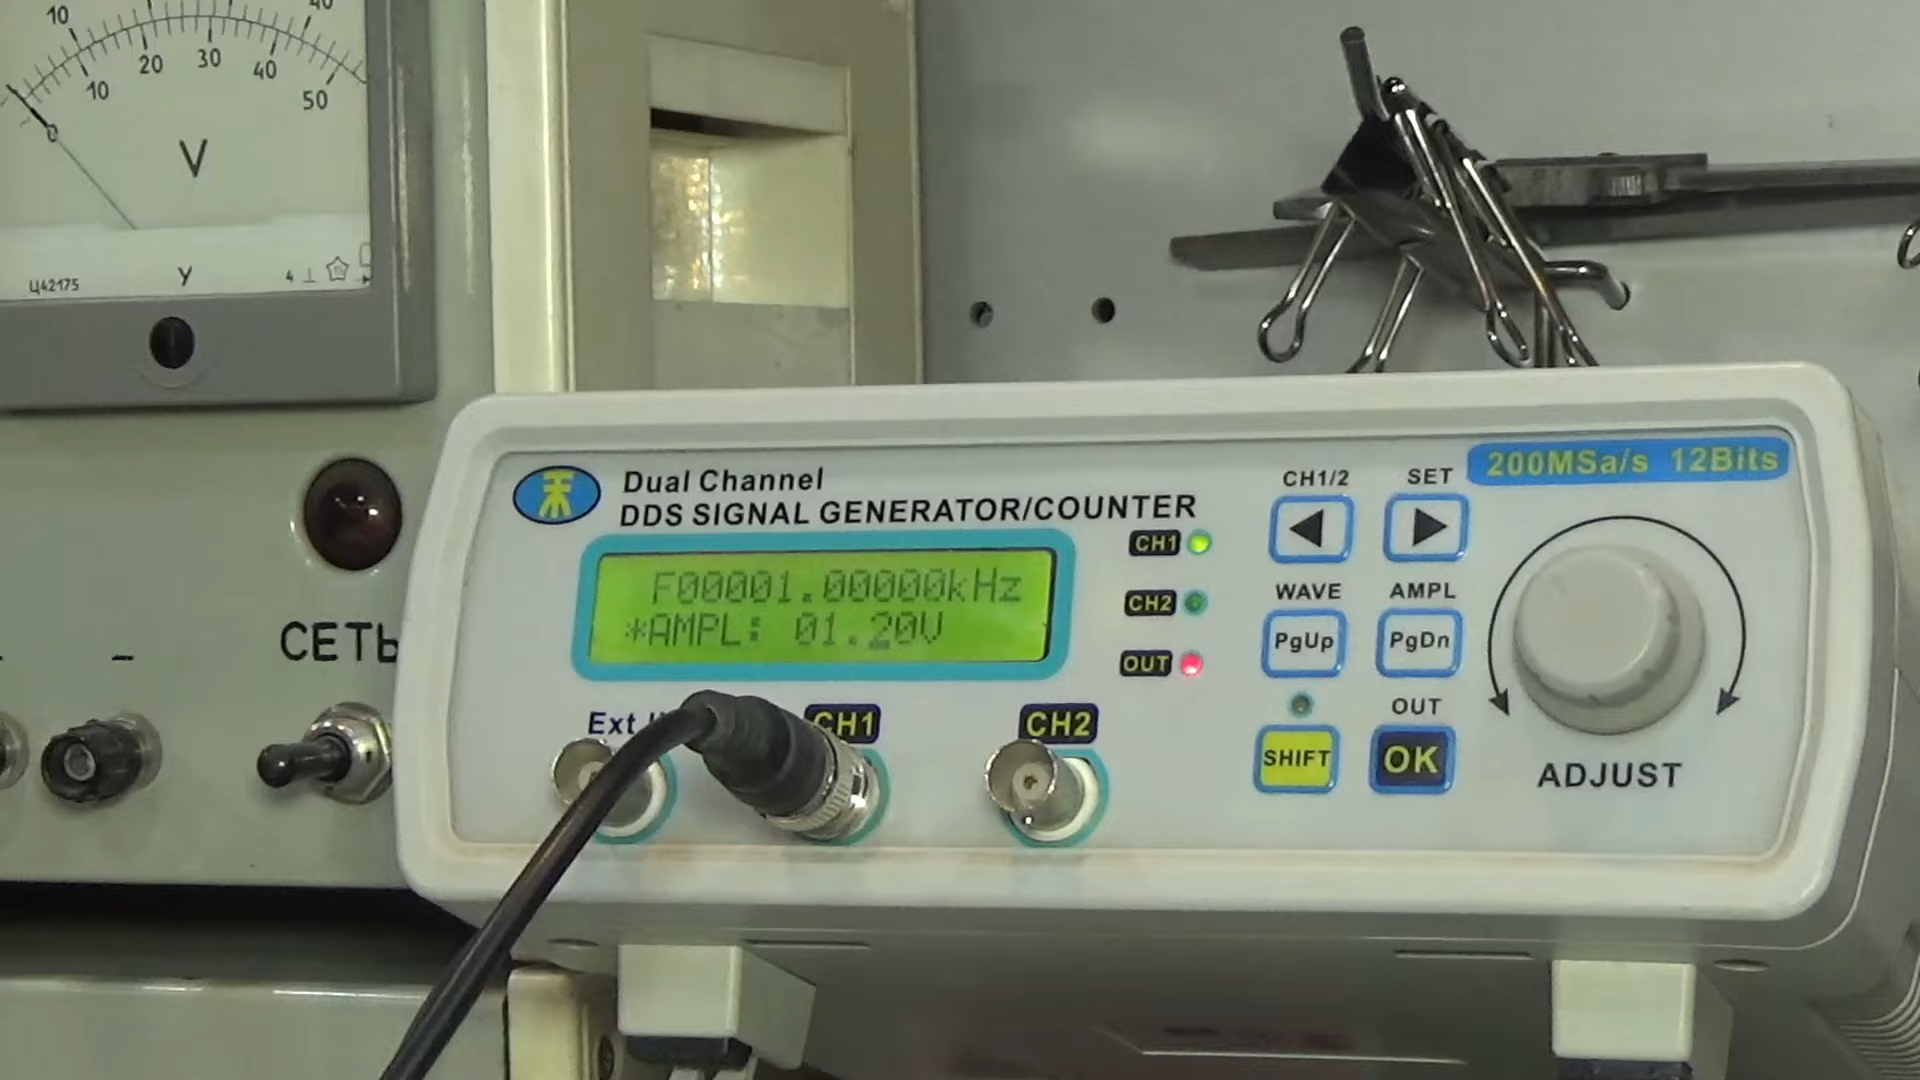 10 40
10 20 30 40 50
V
Ц42175 У 4
СЕТЬ
Dual Channel
DDS SIGNAL GENERATOR/COUNTER
200MSa/s 12Bits
F00001.00000kHz
*AMPL: 01.20V
CH1
CH2
OUT
CH1/2 SET
WAVE AMPL
PgUp PgDn
OUT
SHIFT OK
ADJUST
Ext CH1 CH2